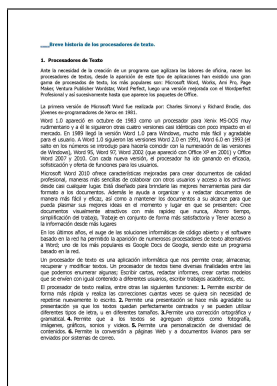 Breve historia de los procesadores de texto.
1. Procesadores de Texto
Ante la necesidad de la creación de un programa que agilizara las labores de oficina, nacen los
procesadores de textos, desde la aparición de este tipo de aplicaciones han existido una gran
gama de procesadores de texto, los más populares son: Microsoft Word, Works, Ami Pro, Page
Maker, Ventura Publisher Wordstar, Word Perfect, luego una versión mejorada con el Wordperfect
Profesional y así sucesivamente hasta que aparece los paquetes de Office.
La primera versión de Microsoft Word fue realizada por: Charles Simonyi y Richard Brodie, dos
jóvenes ex-programadores de Xerox en 1981.
Word 1.0 apareció en octubre de 1983 como un procesador para Xenix MS-DOS muy
rudimentario y a él le siguieron otras cuatro versiones casi idénticas con poco impacto en el
mercado. En 1989 llegó la versión Word 1.0 para Windows, mucho más fácil y agradable
para el usuario. A Word 1.0 siguieron las versiones Word 2.0 en 1991, Word 6.0 en 1993 (el
salto en los números se introdujo para hacerla coincidir con la numeración de las versiones
de Windows), Word 95, Word 97, Word 2002 (que apareció con Office XP en 2001) y Office
Word 2007 y 2010. Con cada nueva versión, el procesador ha ido ganando en eficacia,
sofisticación y oferta de funciones para los usuarios.
Microsoft Word 2010 ofrece características mejoradas para crear documentos de calidad
profesional, maneras más sencillas de colaborar con otros usuarios y acceso a los archivos
desde casi cualquier lugar. Está diseñado para brindarle las mejores herramientas para dar
formato a los documentos. Además le ayuda a organizar y a redactar documentos de
manera más fácil y eficaz, así como a mantener los documentos a su alcance para que
pueda plasmar sus mejores ideas en el momento y lugar en que se presenten: Cree
documentos visualmente atractivos con más rapidez que nunca, Ahorro tiempo,
simplificación del trabajo, Trabaje en conjunto de forma más satisfactoria y Tener acceso a
la información desde más lugares
En los últimos años, el auge de las soluciones informáticas de código abierto y el software
basado en la red ha permitido la aparición de numerosos procesadores de texto alternativos
a Word; uno de los más populares es Google Docs de Google, siendo este un programa
basado en la red.
Un procesador de texto es una aplicación informática que nos permite crear, almacenar,
recuperar y modificar textos. Un procesador de textos tiene diversas finalidades entre las
que podemos enumerar algunas: Escribir cartas, redactar informes, crear cartas modelos
que se envíen con igual contenido a diferentes usuarios, escribir trabajos académicos, etc.
El procesador de texto realiza, entre otras las siguientes funciones: 1. Permite escribir de
forma más rápida y realiza las correcciones cuantas veces se quiera sin necesidad de
repetirse nuevamente lo escrito. 2. Permite una presentación se hace más agradable su
presentación ya que los textos quedan perfectamente centrados y se pueden utilizar
diferentes tipos de letra, u en diferentes tamaños. 3.Permite una corrección ortográfica y
gramatical. 4. Permite que a los textos se agreguen objetos como fotografía,
imágenes, gráficos, sonios y videos. 5. Permite una personalización de diversidad de
contenidos. 6. Permite la conversión a páginas Web y a documentos livianos para ser
enviados por sistemas de correo.